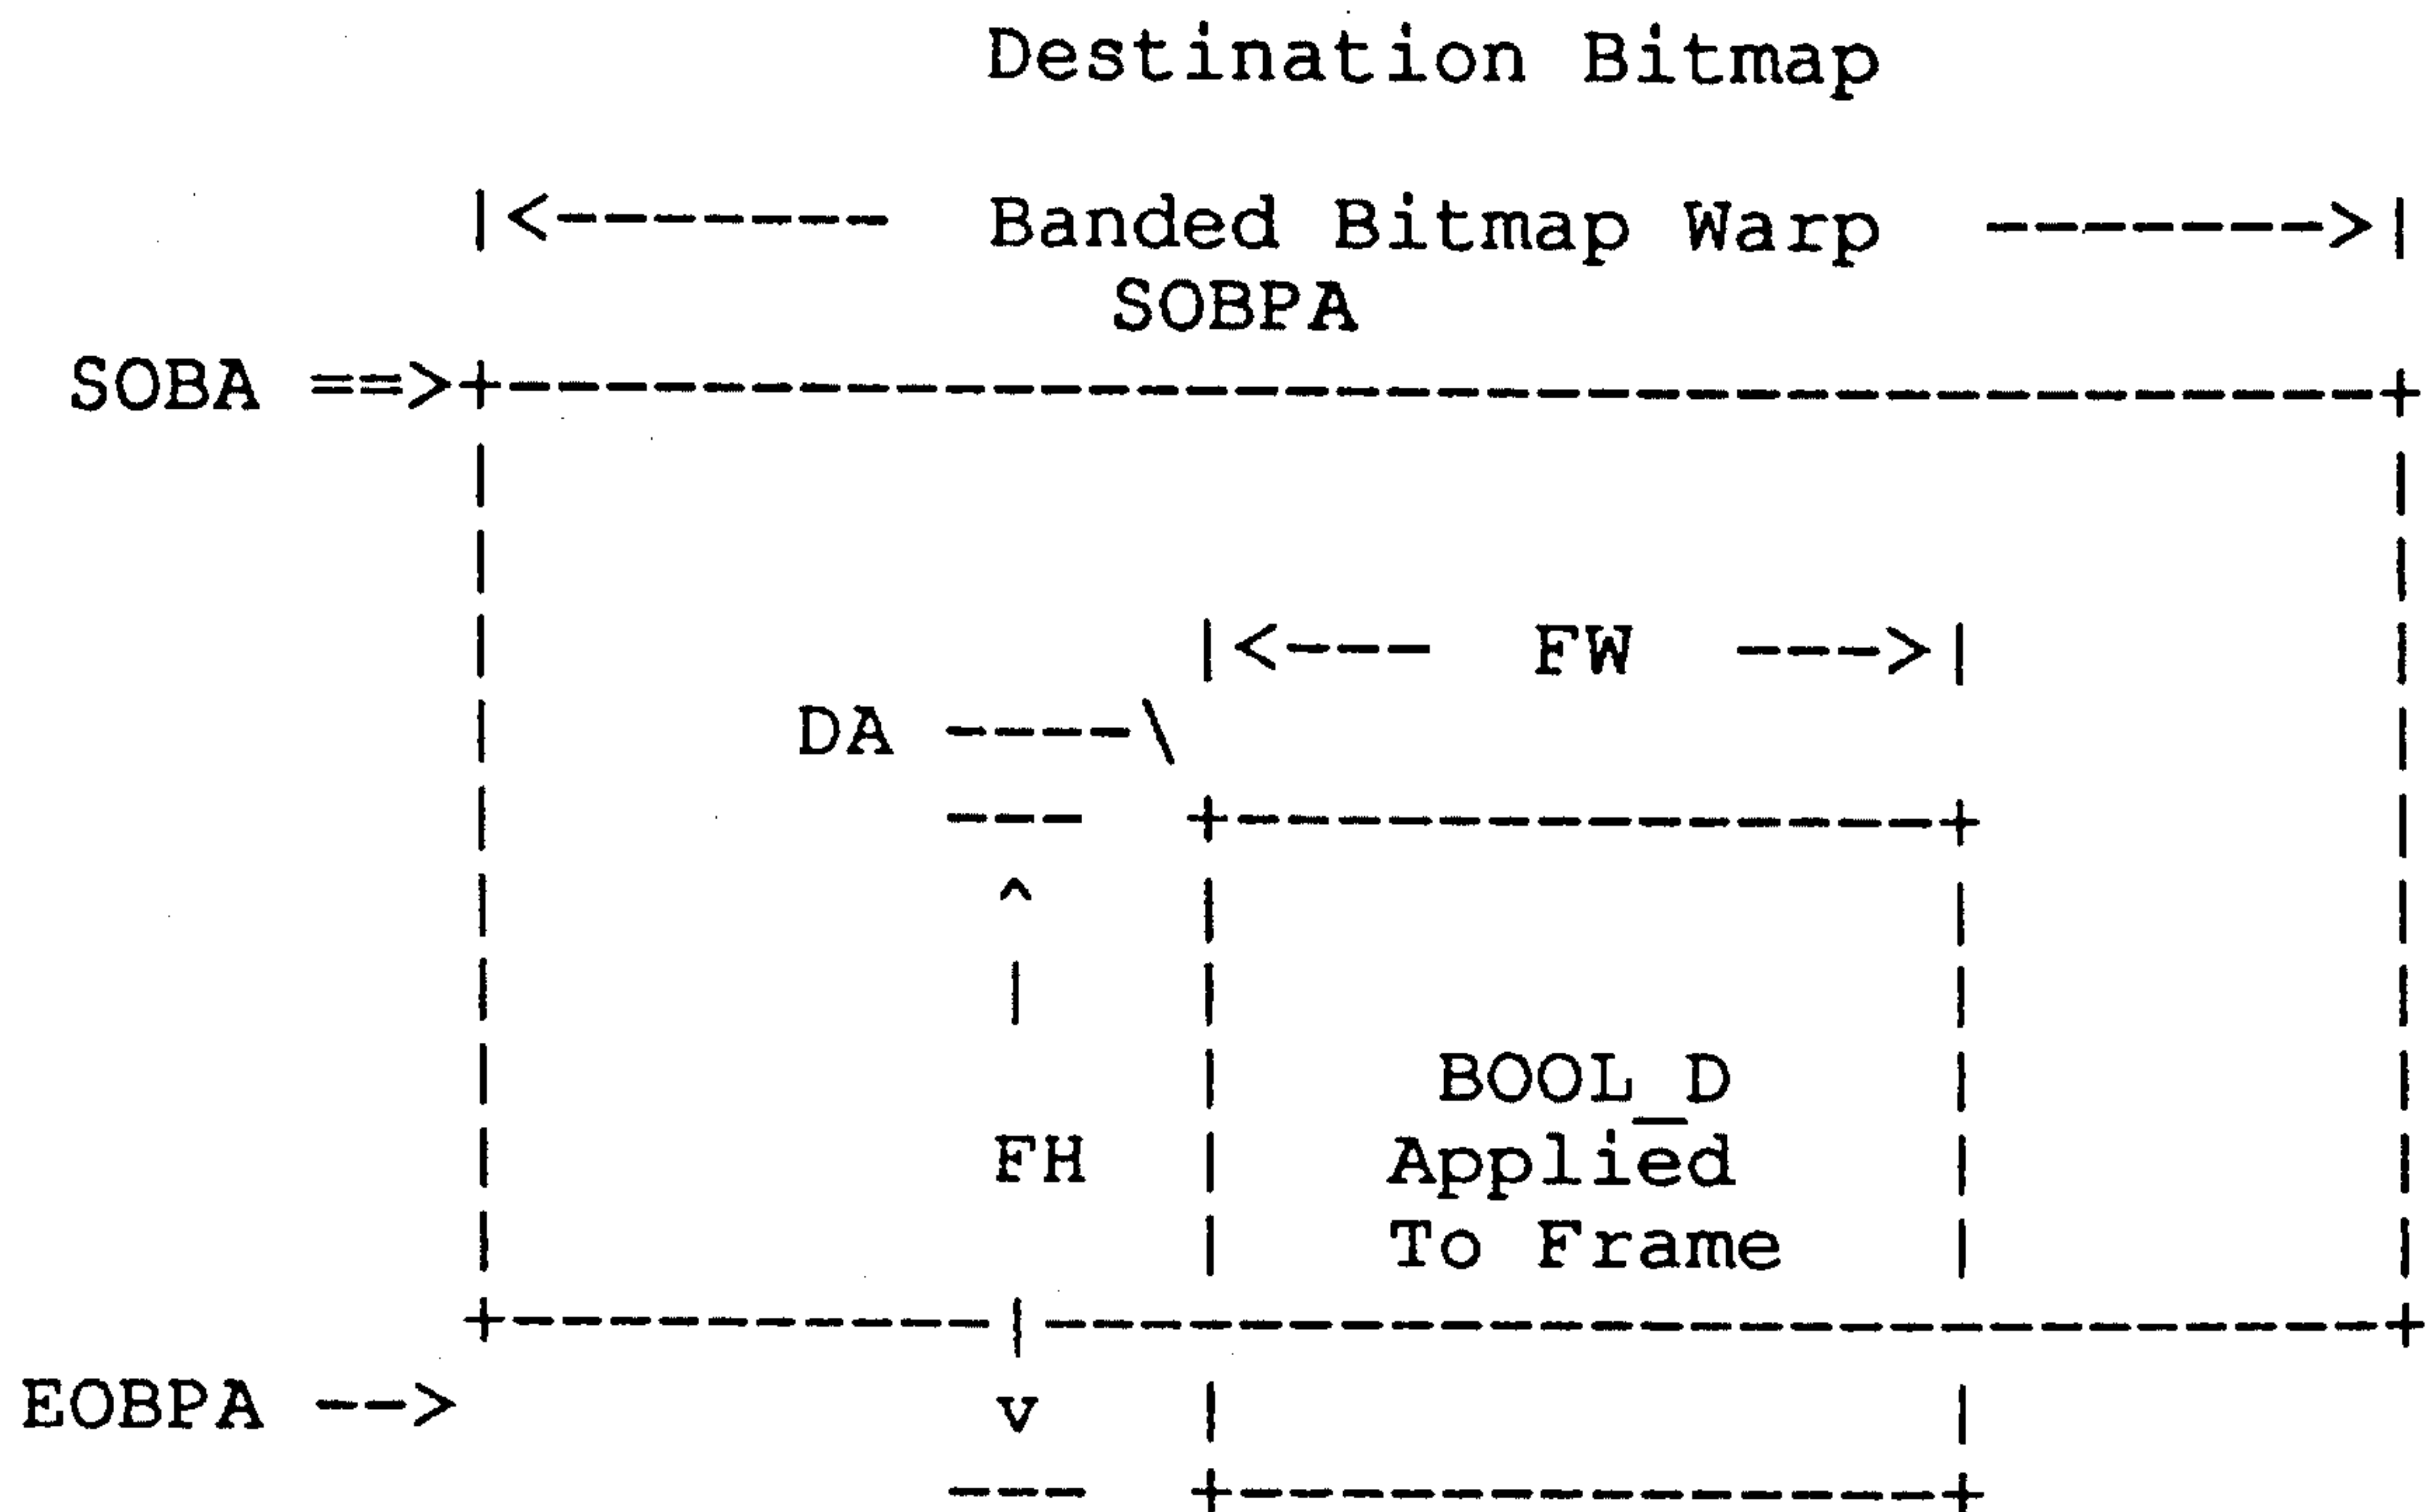 Destination Bitmap
|<------- Banded Bitmap Warp ------->|
SOBPA
SOBA ==>
|<--- FW --->|
DA ----\
FH
BOOL_D
Applied
To Frame
EOBPA -->
v